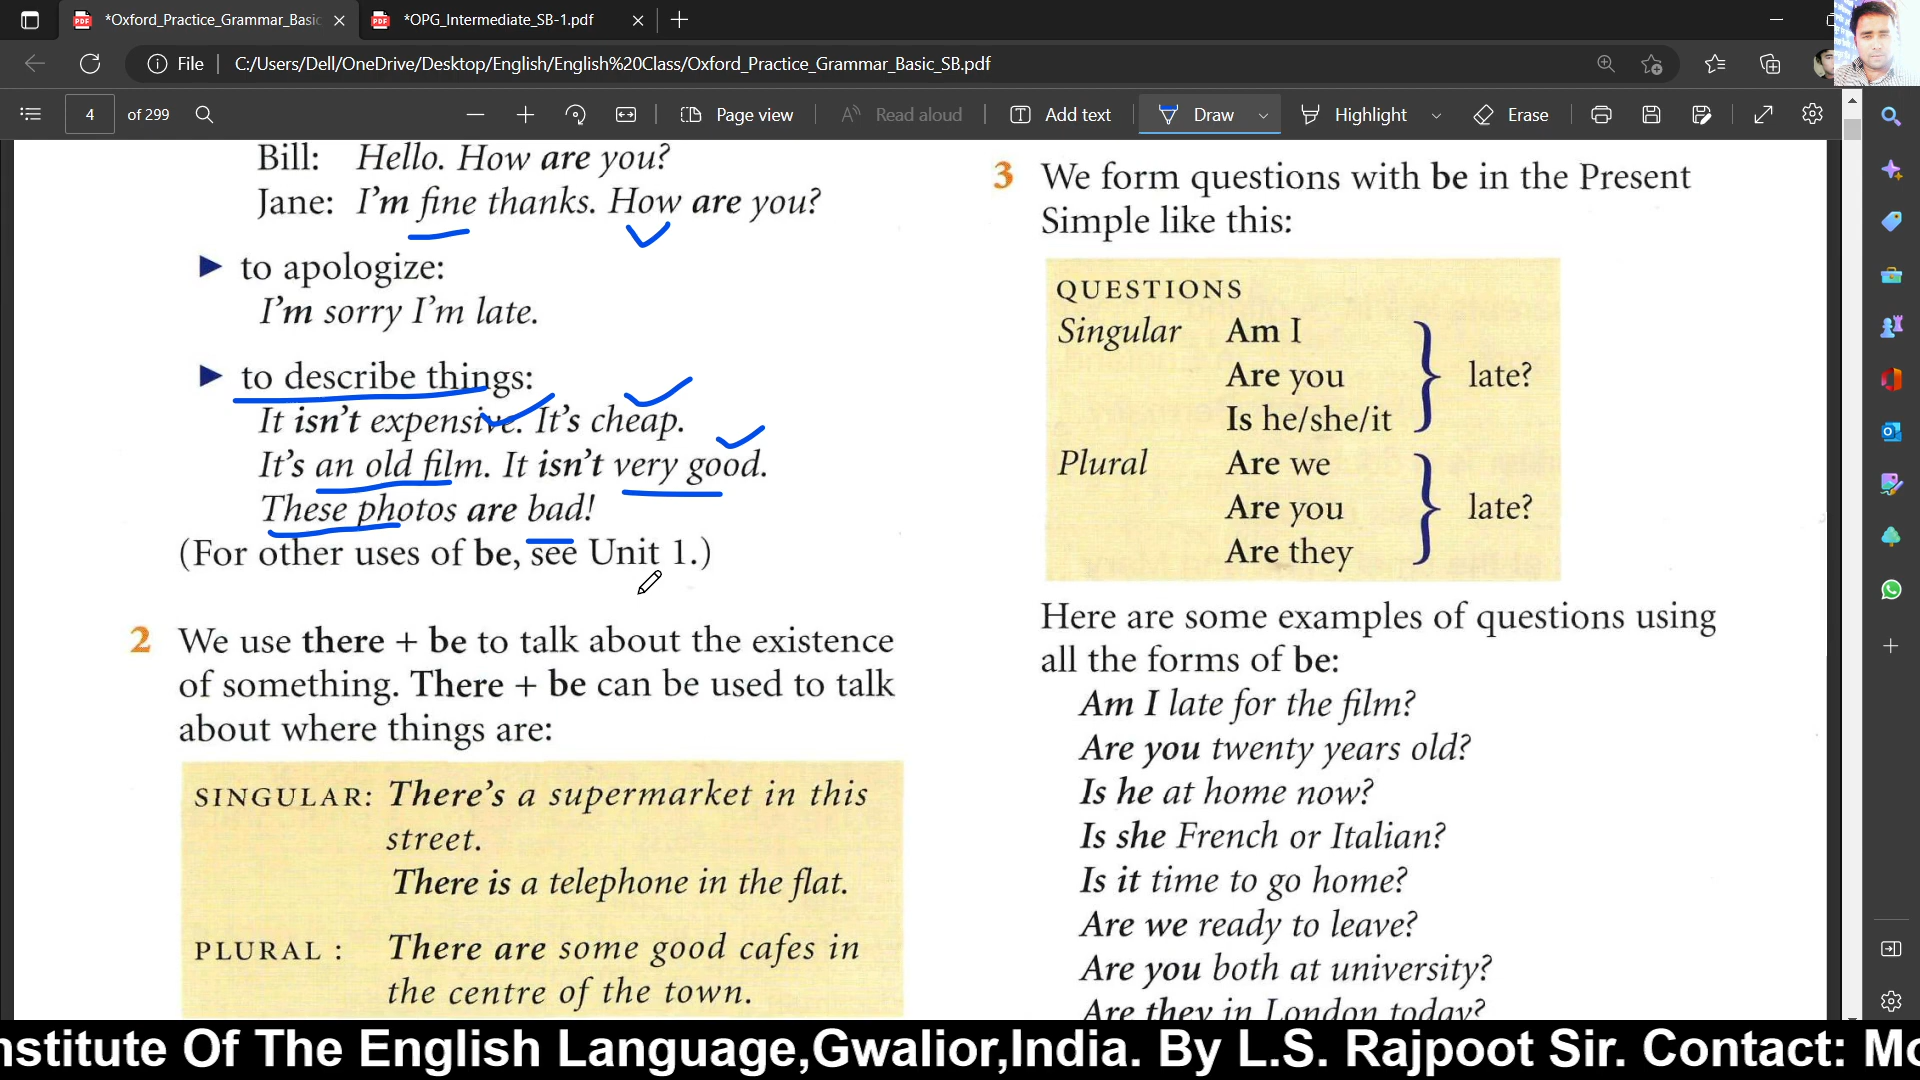 *Oxford_Practice_Grammar_Basic
*OPG_Intermediate_SB-1.pdf
File
C:/Users/Dell/OneDrive/Desktop/English/English%20Class/Oxford_Practice_Grammar_Basic_SB.pdf
4 of 299
Page view
Read aloud
Add text
Draw
Highlight
Erase
Bill: Hello. How are you?
Jane: I'm fine thanks. How are you?
► to apologize:
I'm sorry I'm late.
► to describe things:
It isn't expensive. It's cheap.
It's an old film. It isn't very good.
These photos are bad!
(For other uses of be, see Unit 1.)
2 We use there + be to talk about the existence
of something. There + be can be used to talk
about where things are:
SINGULAR: There's a supermarket in this
street.
There is a telephone in the flat.
PLURAL : There are some good cafes in
the centre of the town.
3 We form questions with be in the Present
Simple like this:
QUESTIONS
Singular Am I
Are you late?
Is he/she/it
Plural Are we
Are you late?
Are they
Here are some examples of questions using
all the forms of be:
Am I late for the film?
Are you twenty years old?
Is he at home now?
Is she French or Italian?
Is it time to go home?
Are we ready to leave?
Are you both at university?
Are they in London today?
nstitute Of The English Language,Gwalior,India. By L.S. Rajpoot Sir. Contact: Mo